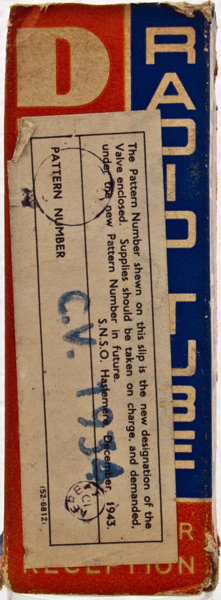 D
RADIO TUBE
R
RECEPTION
The Pattern Number shewn on this slip is the new designation of the
Valve enclosed. Supplies should be taken on charge, and demanded,
under the new Pattern Number in future.
S.N.S.O. Haslemere, December, 1943.
PATTERN NUMBER
C.V. 1934
(52-6812)